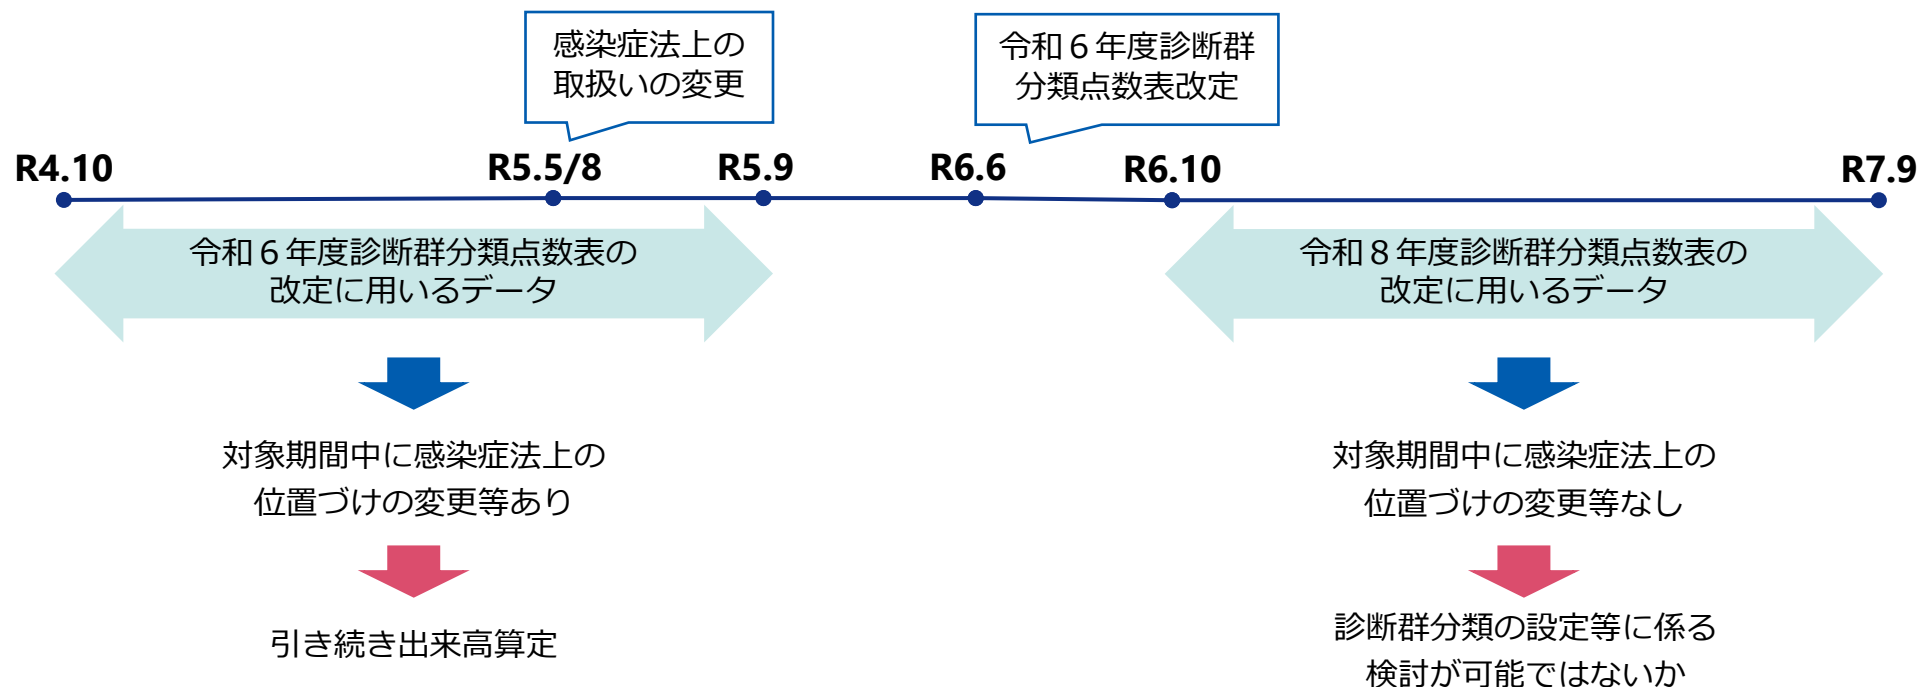 感染症法上の
取扱いの変更
令和６年度診断群
分類点数表改定
R4.10
R5.5/8
R5.9
R6.6
R6.10
R7.9
令和６年度診断群分類点数表の
改定に用いるデータ
令和８年度診断群分類点数表の
改定に用いるデータ
対象期間中に感染症法上の
位置づけの変更等あり
対象期間中に感染症法上の
位置づけの変更等なし
引き続き出来高算定
診断群分類の設定等に係る
検討が可能ではないか